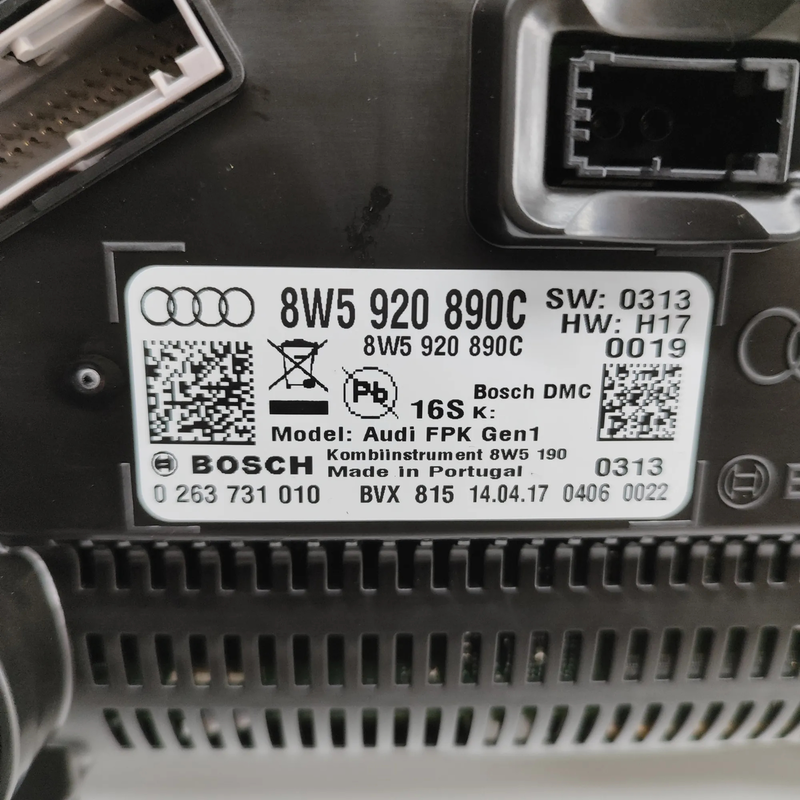 8W5 920 890C SW: 0313
8W5 920 890C HW: H17
0019
Pb
16S K: Bosch DMC
Model: Audi FPK Gen1
BOSCH Kombiinstrument 8W5 190
Made in Portugal 0313
0 263 731 010 BVX 815 14.04.17 0406 0022